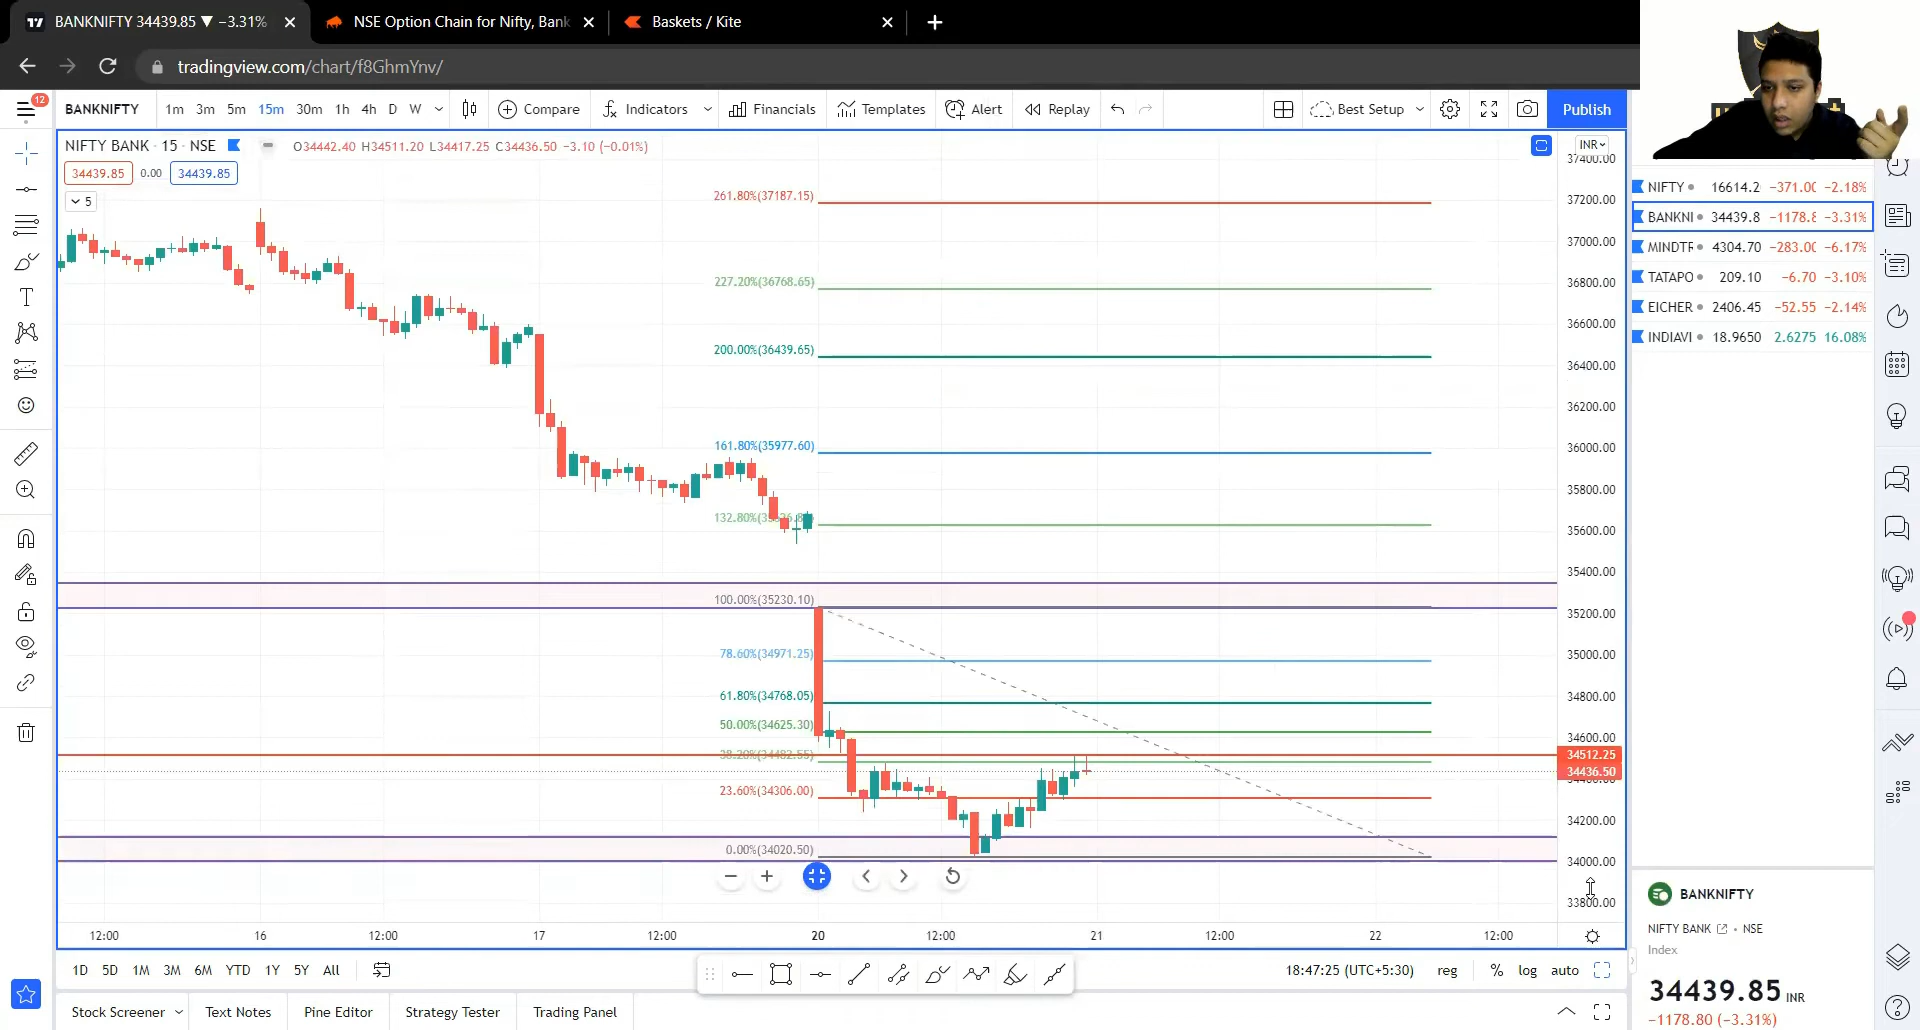 BANKNIFTY 34439.85 ▼ −3.31%
NSE Option Chain for Nifty, Bank
Baskets / Kite
tradingview.com/chart/f8GhmYnv/
12
BANKNIFTY
1m 3m 5m 15m 30m 1h 4h D W
Compare
Indicators
Financials
Templates
Alert
Replay
Best Setup
Publish
NIFTY BANK · 15 · NSE
O34442.40 H34511.20 L34417.25 C34436.50 −3.10 (−0.01%)
34439.85 0.00 34439.85
5
INR
37400.00
37200.00
37000.00
36800.00
36600.00
36400.00
36200.00
36000.00
35800.00
35600.00
35400.00
35200.00
35000.00
34800.00
34600.00
34512.25
34436.50
34400.00
34200.00
34000.00
33800.00
261.80%(37187.15)
227.20%(36768.65)
200.00%(36439.65)
161.80%(35977.60)
100.00%(35230.10)
78.60%(34971.25)
61.80%(34768.05)
50.00%(34625.30)
38.20%(34482.55)
23.60%(34306.00)
0.00%(34020.50)
12:00 16 12:00 17 12:00 20 12:00 21 12:00 22 12:00
1D 5D 1M 3M 6M YTD 1Y 5Y All
18:47:25 (UTC+5:30) reg % log auto
Stock Screener Text Notes Pine Editor Strategy Tester Trading Panel
NIFTY 16614.2 −371.00 −2.18%
BANKNI 34439.8 −1178.8 −3.31%
MINDTR 4304.70 −283.00 −6.17%
TATAPO 209.10 −6.70 −3.10%
EICHER 2406.45 −52.55 −2.14%
INDIAVI 18.9650 2.6275 16.08%
BANKNIFTY
NIFTY BANK • NSE
Index
34439.85 INR
−1178.80 (−3.31%)